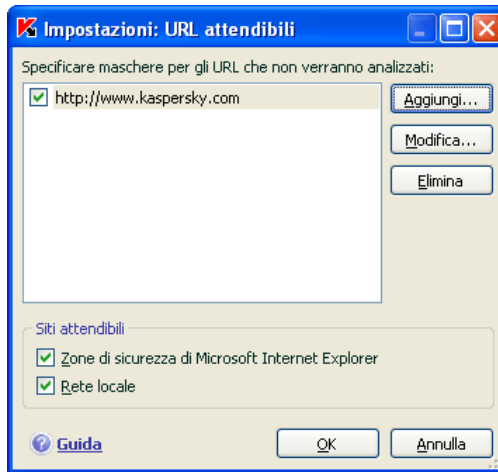 Impostazioni: URL attendibili
Specificare maschere per gli URL che non verranno analizzati:
http://www.kaspersky.com
Aggiungi...
Modifica...
Elimina
Siti attendibili
Zone di sicurezza di Microsoft Internet Explorer
Rete locale
Guida
OK
Annulla